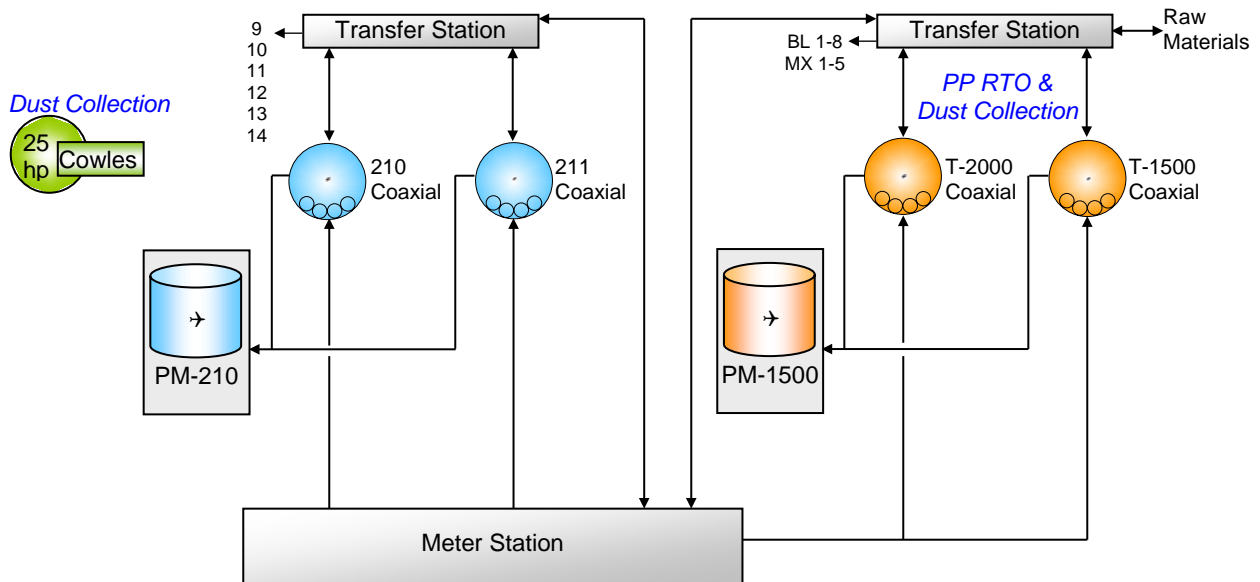 Transfer Station
9
10
11
12
13
14
Dust Collection
25
hp
Cowles
210
Coaxial
211
Coaxial
PM-210
Transfer Station
Raw
Materials
BL 1-8
MX 1-5
PP RTO &
Dust Collection
T-2000
Coaxial
T-1500
Coaxial
PM-1500
Meter Station